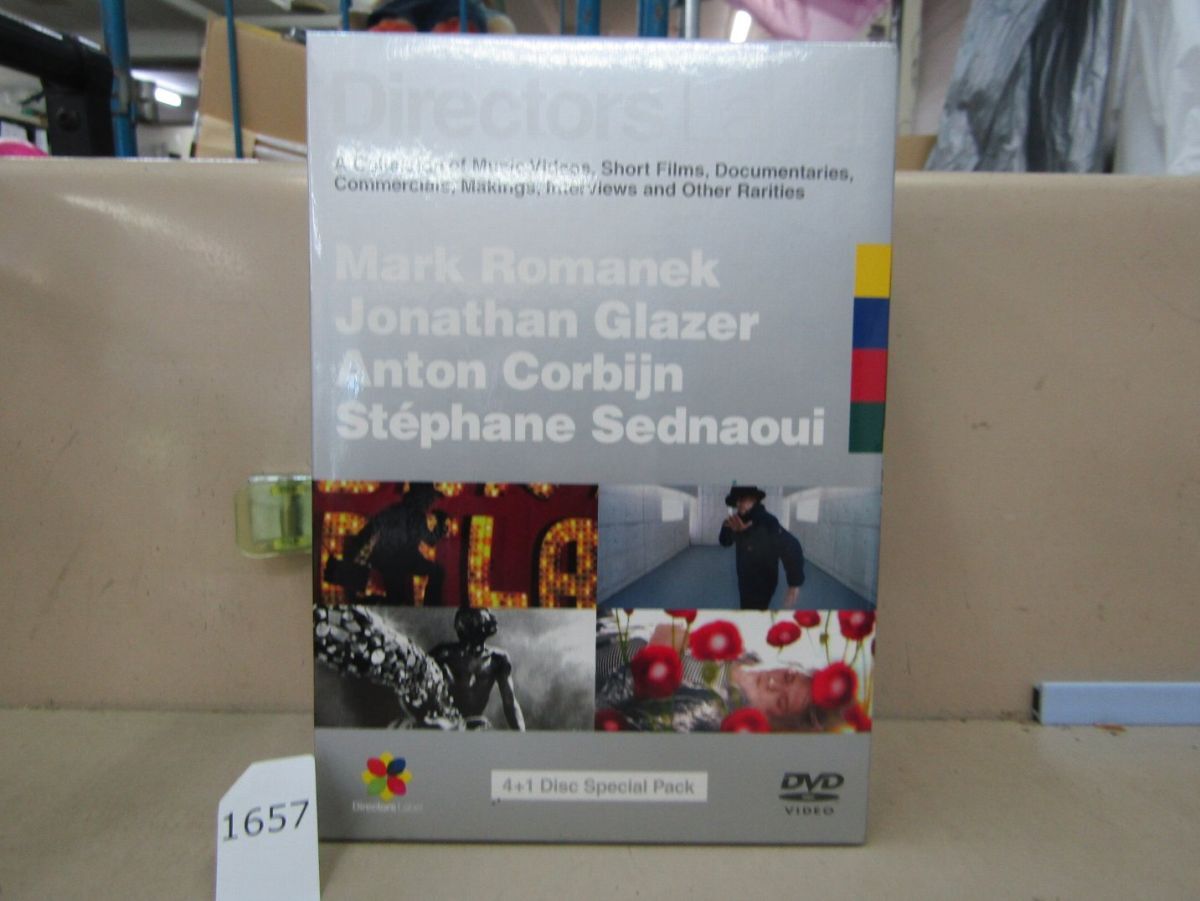 Directors
A Collection of Music Videos, Short Films, Documentaries,
Commercials, Makings, Interviews and Other Rarities
Mark Romanek
Jonathan Glazer
Anton Corbijn
Stéphane Sednaoui
LA
Directors Label
4+1 Disc Special Pack
DVD
VIDEO
1657